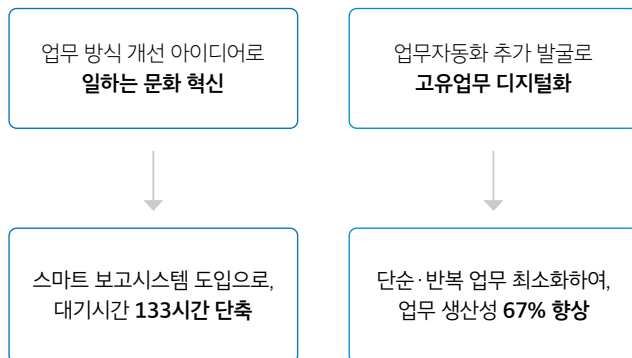 업무 방식 개선 아이디어로
일하는 문화 혁신
업무자동화 추가 발굴로
고유업무 디지털화
스마트 보고시스템 도입으로,
대기시간 133시간 단축
단순·반복 업무 최소화하여,
업무 생산성 67% 향상